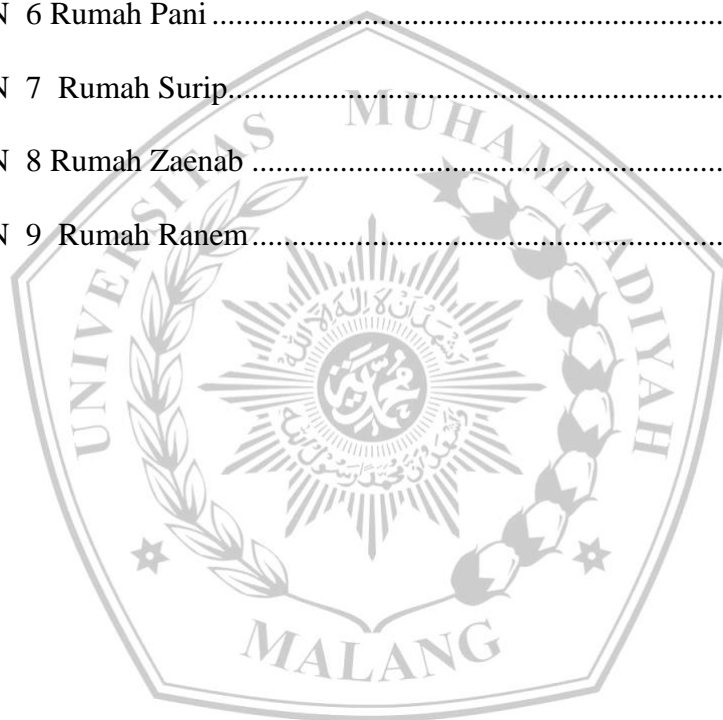 N 6 Rumah Pani ................................................................
N 7 Rumah Surip..............................................................
N 8 Rumah Zaenab ...........................................................
N 9 Rumah Ranem...........................................................
UNIVERSITAS MUHAMMADIYAH
MALANG